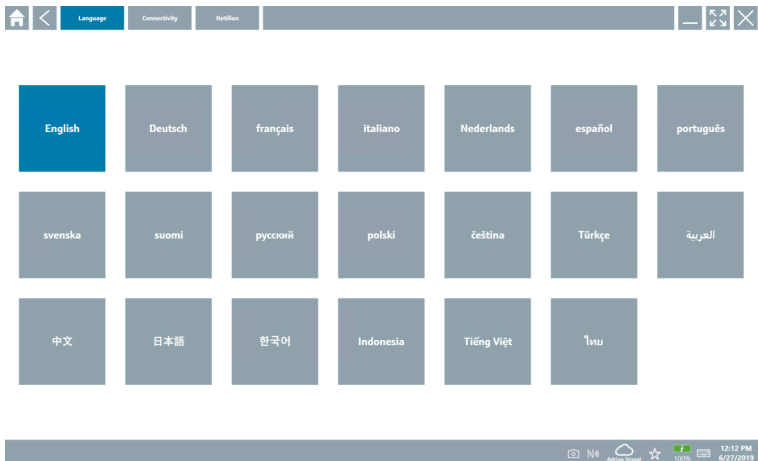 Language Connectivity Netilion
English Deutsch français italiano Nederlands español português
svenska suomi русский polski čeština Türkçe العربية
中文 日本語 한국어 Indonesia Tiếng Việt ไทย
12:12 PM
Adrian Stampf 100% 6/27/2019